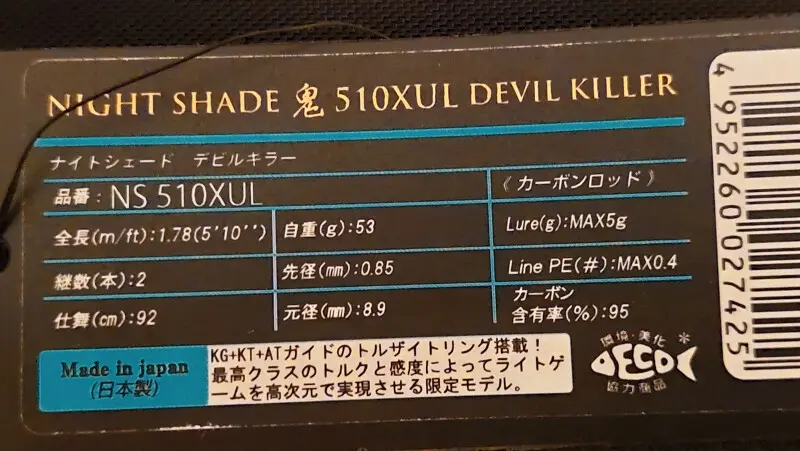 NIGHT SHADE 鬼 510XUL DEVIL KILLER
ナイトシェード デビルキラー
品番: NS 510XUL
《 カーボンロッド 》
全長(m/ft):1.78(5'10'')
自重(g):53
Lure(g):MAX5g
継数(本):2
先径(mm):0.85
Line PE(#):MAX0.4
仕舞(cm):92
元径(mm):8.9
カーボン
含有率(%):95
Made in japan
(日本製)
KG+KT+ATガイドのトルザイトリング搭載!
最高クラスのトルクと感度によってライトゲ
ームを高次元で実現させる限定モデル。
環境・美化
DECO
協力商品
4 952260 027425